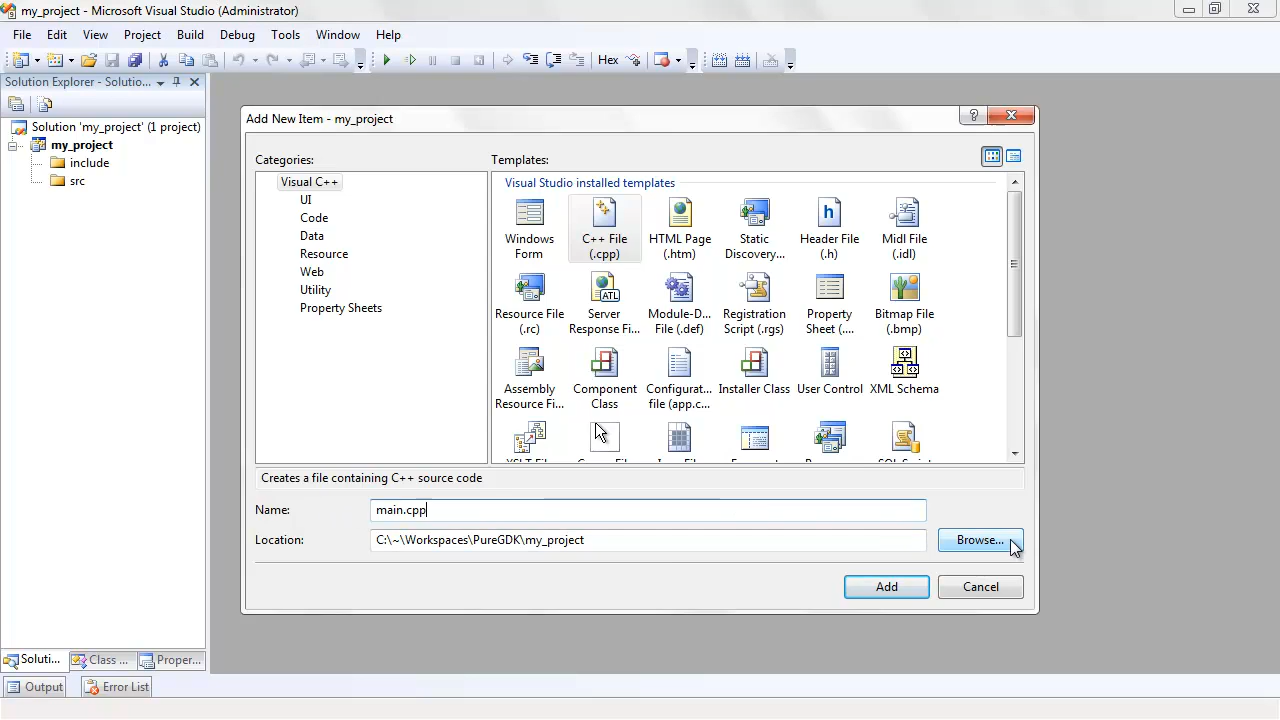 my_project - Microsoft Visual Studio (Administrator)
File Edit View Project Build Debug Tools Window Help
Hex
Solution Explorer - Solutio...
Solution 'my_project' (1 project)
my_project
include
src
Add New Item - my_project
Categories:
Templates:
Visual C++
UI
Code
Data
Resource
Web
Utility
Property Sheets
Visual Studio installed templates
Windows Form
C++ File (.cpp)
HTML Page (.htm)
Static Discovery...
Header File (.h)
Midl File (.idl)
Resource File (.rc)
ATL
Server Response Fi...
Module-D... File (.def)
Registration Script (.rgs)
Property Sheet (....
Bitmap File (.bmp)
Assembly Resource Fi...
Component Class
Configurat... file (app.c...
Installer Class
User Control
XML Schema
Creates a file containing C++ source code
Name: main.cpp
Location: C:\~\Workspaces\PureGDK\my_project
Browse...
Add
Cancel
Soluti... Class ... Proper...
Output Error List